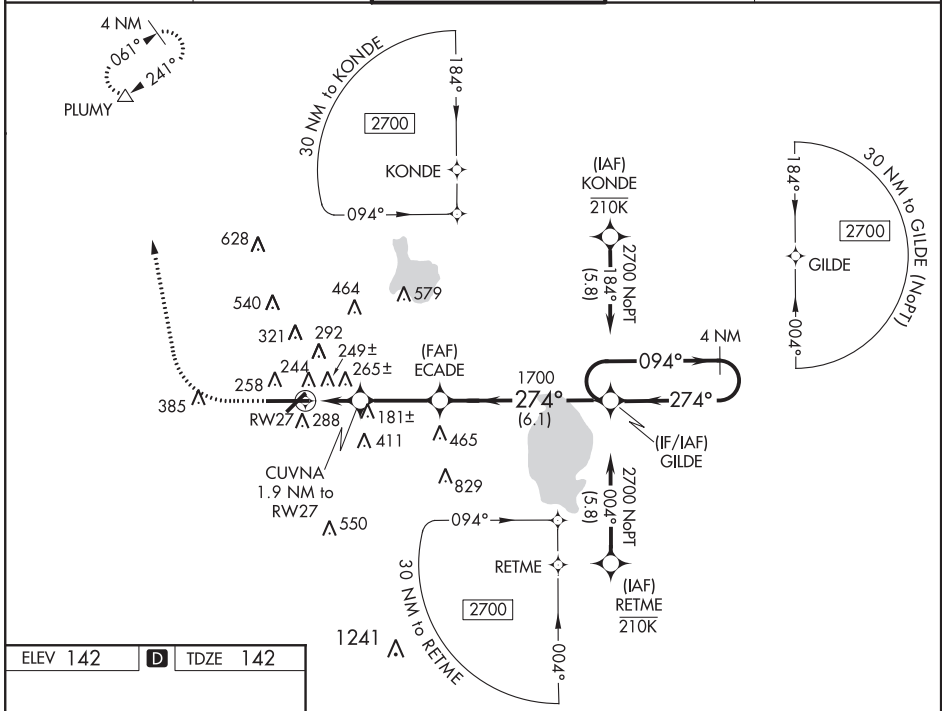 4 NM
061°
241°
PLUMY
30 NM to KONDE
184°
2700
KONDE
094°
(IAF)
KONDE
210K
2700 NoPT
184°
(5.8)
184°
30 NM to GILDE (NoPT)
2700
GILDE
004°
628
540
464
579
321
292
249±
244
265±
258
385
RW27
288
181±
411
(FAF)
ECADE
465
829
1700
274°
(6.1)
4 NM
094°
274°
(IF/IAF)
GILDE
CUVNA
1.9 NM to
RW27
550
2700 NoPT
004°
(5.8)
(IAF)
RETME
210K
094°
RETME
2700
30 NM to RETME
004°
1241
ELEV 142 D TDZE 142